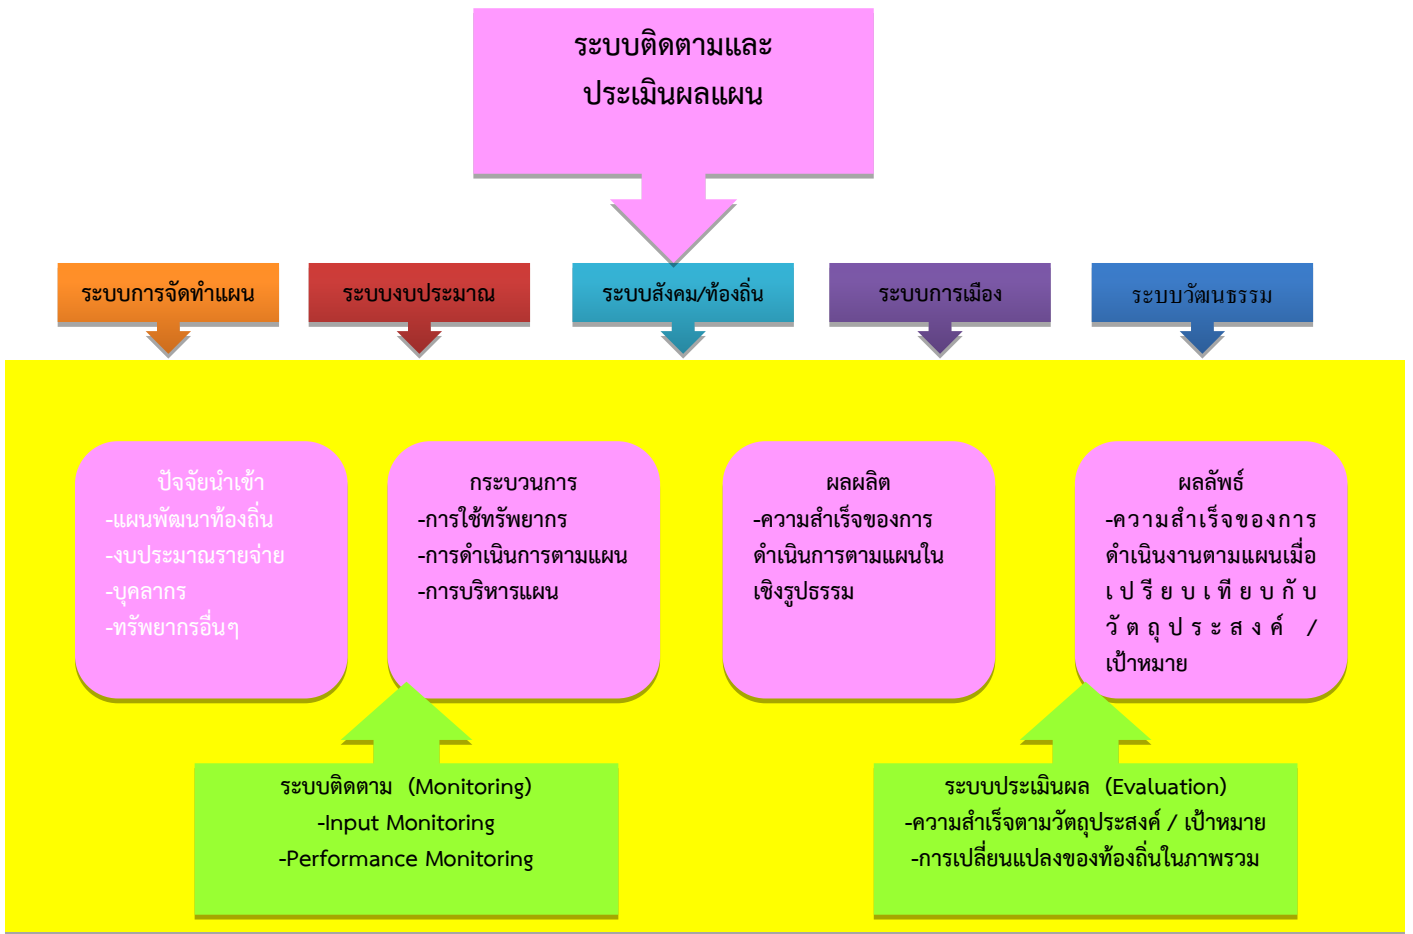 ระบบติดตามและ
ประเมินผลแผน
ระบบการจัดทำแผน
ระบบงบประมาณ
ระบบสังคม/ท้องถิ่น
ระบบการเมือง
ระบบวัฒนธรรม
ปัจจัยนำเข้า
-แผนพัฒนาท้องถิ่น
-งบประมาณรายจ่าย
-บุคลากร
-ทรัพยากรอื่นๆ
กระบวนการ
-การใช้ทรัพยากร
-การดำเนินการตามแผน
-การบริหารแผน
ผลผลิต
-ความสำเร็จของการ
ดำเนินการตามแผนใน
เชิงรูปธรรม
ผลลัพธ์
-ความสำเร็จของการ
ดำเนินงานตามแผนเมื่อ
เปรียบเทียบกับ
วัตถุประสงค์ /
เป้าหมาย
ระบบติดตาม (Monitoring)
-Input Monitoring
-Performance Monitoring
ระบบประเมินผล (Evaluation)
-ความสำเร็จตามวัตถุประสงค์ / เป้าหมาย
-การเปลี่ยนแปลงของท้องถิ่นในภาพรวม